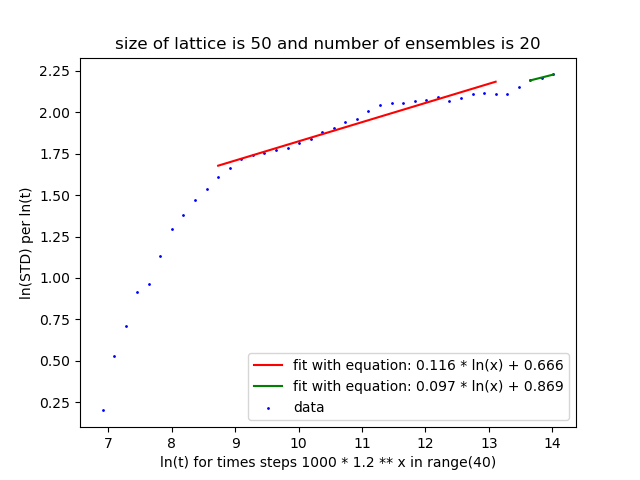 size of lattice is 50 and number of ensembles is 20
ln(STD) per ln(t)
2.25
2.00
1.75
1.50
1.25
1.00
0.75
0.50
0.25
fit with equation: 0.116 * ln(x) + 0.666
fit with equation: 0.097 * ln(x) + 0.869
data
7 8 9 10 11 12 13 14
ln(t) for times steps 1000 * 1.2 ** x in range(40)